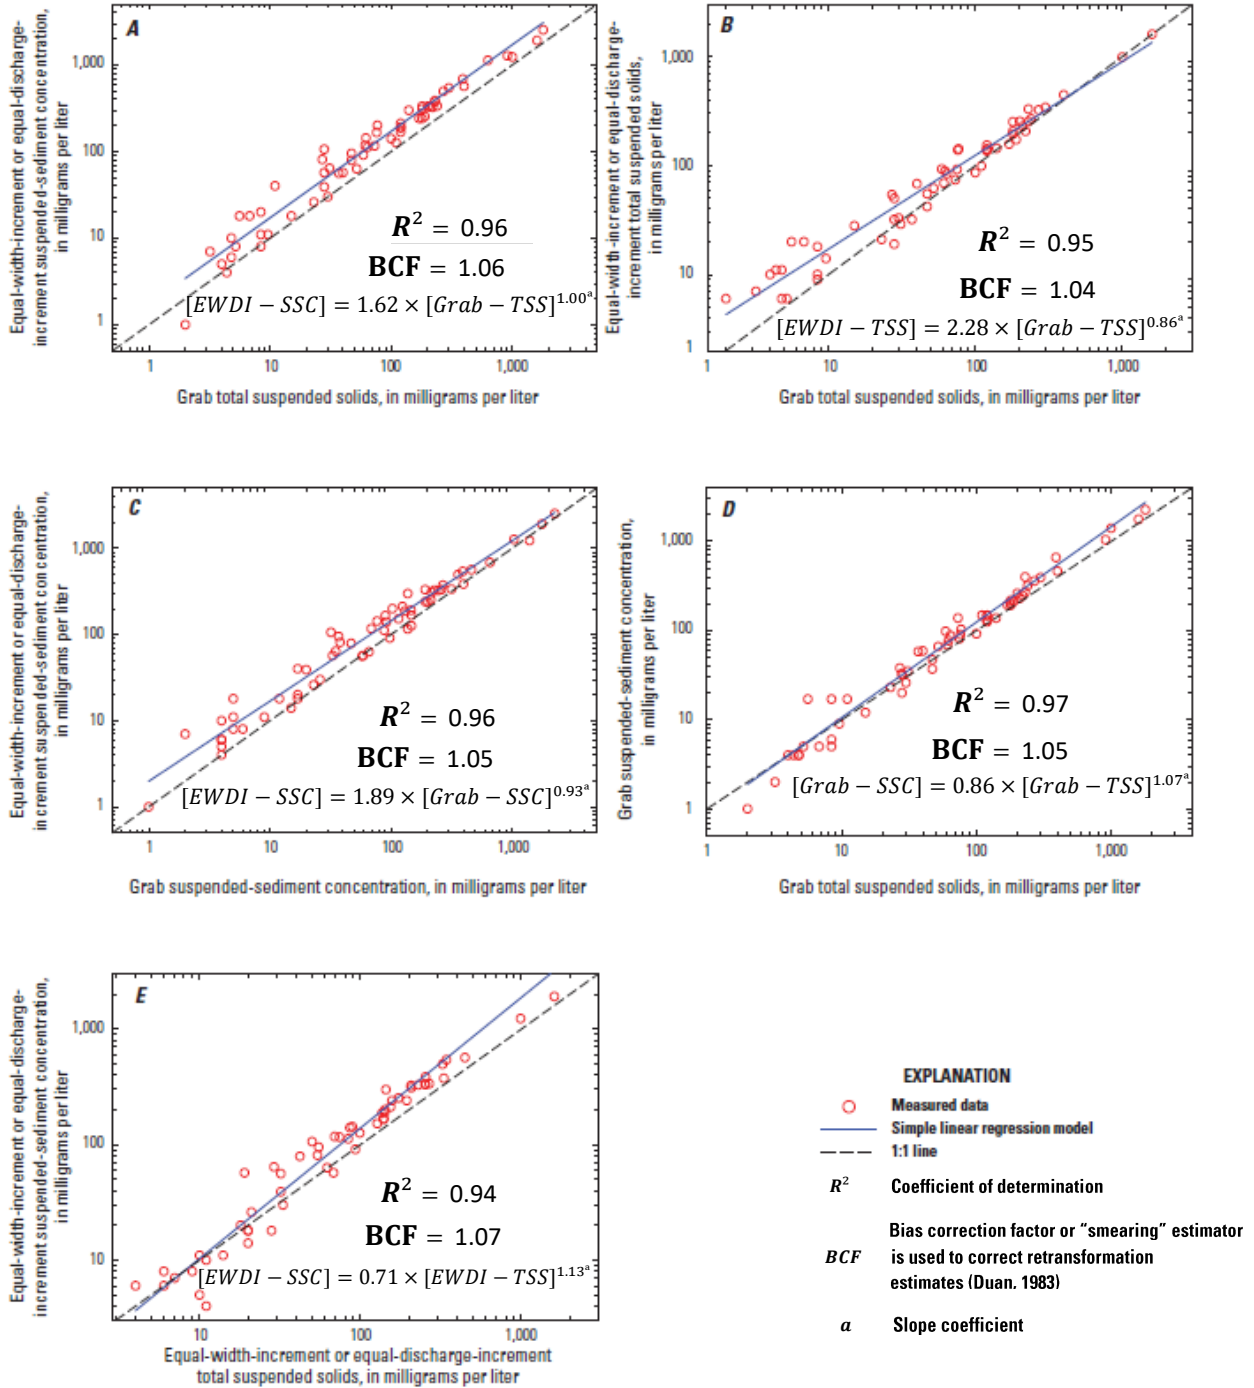 A
Equal-width-increment or equal-discharge-
increment suspended-sediment concentration,
in milligrams per liter
1,000
100
10
1
R² = 0.96
BCF = 1.06
[EWDI − SSC] = 1.62 × [Grab − TSS]^1.00^a
1 10 100 1,000
Grab total suspended solids, in milligrams per liter
B
Equal-width-increment or equal-discharge-
increment total suspended solids,
in milligrams per liter
1,000
100
10
1
R² = 0.95
BCF = 1.04
[EWDI − TSS] = 2.28 × [Grab − TSS]^0.86^a
10 100 1,000
Grab total suspended solids, in milligrams per liter
C
Equal-width-increment or equal-discharge-
increment suspended-sediment concentration,
in milligrams per liter
1,000
100
10
1
R² = 0.96
BCF = 1.05
[EWDI − SSC] = 1.89 × [Grab − SSC]^0.93^a
1 10 100 1,000
Grab suspended-sediment concentration, in milligrams per liter
D
Grab suspended-sediment concentration,
in milligrams per liter
1,000
100
10
1
R² = 0.97
BCF = 1.05
[Grab − SSC] = 0.86 × [Grab − TSS]^1.07^a
1 10 100 1,000
Grab total suspended solids, in milligrams per liter
E
Equal-width-increment or equal-discharge
increment suspended-sediment concentration,
in milligrams per liter
1,000
100
10
R² = 0.94
BCF = 1.07
[EWDI − SSC] = 0.71 × [EWDI − TSS]^1.13^a
10 100 1,000
Equal-width-increment or equal-discharge-increment
total suspended solids, in milligrams per liter
EXPLANATION
Measured data
Simple linear regression model
1:1 line
R² Coefficient of determination
Bias correction factor or “smearing” estimator
BCF is used to correct retransformation
estimates (Duan. 1983)
a Slope coefficient